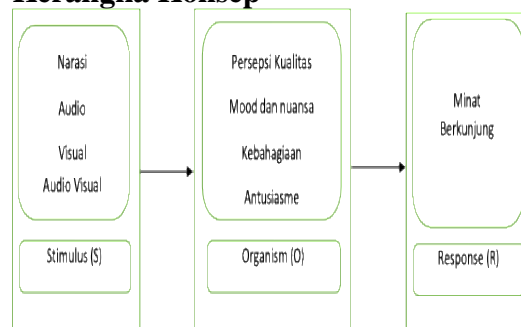 Kerangka Konsep
Narasi
Audio
Visual
Audio Visual
Stimulus (S)
Persepsi Kualitas
Mood dan nuansa
Kebahagiaan
Antusiasme
Organism (O)
Minat
Berkunjung
Response (R)